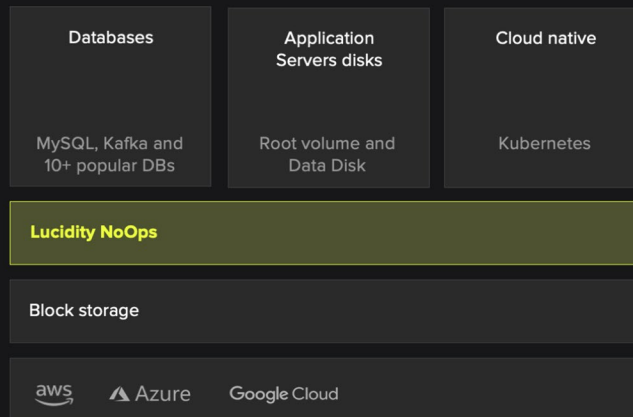 Databases
MySQL, Kafka and
10+ popular DBs
Application
Servers disks
Root volume and
Data Disk
Cloud native
Kubernetes
Lucidity NoOps
Block storage
aws Azure Google Cloud